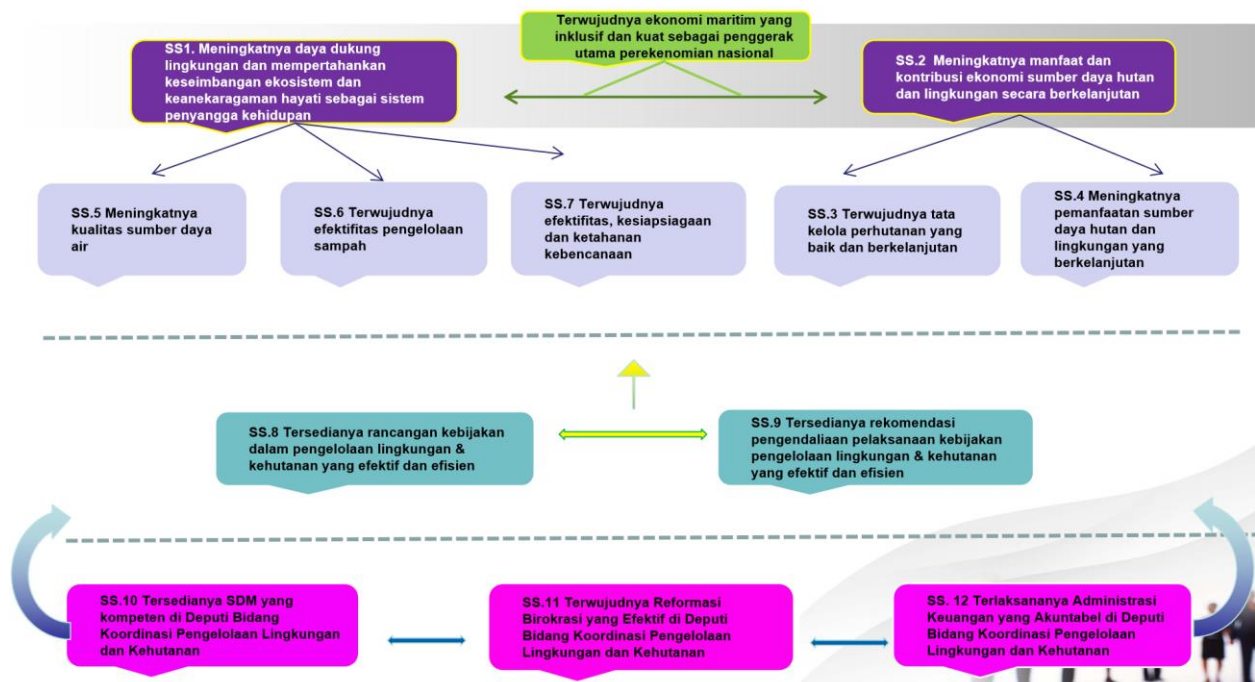 Terwujudnya ekonomi maritim yang
inklusif dan kuat sebagai penggerak
utama perekenomian nasional
SS1. Meningkatnya daya dukung
lingkungan dan mempertahankan
keseimbangan ekosistem dan
keanekaragaman hayati sebagai sistem
penyangga kehidupan
SS.2 Meningkatnya manfaat dan
kontribusi ekonomi sumber daya hutan
dan lingkungan secara berkelanjutan
SS.5 Meningkatnya
kualitas sumber daya
air
SS.6 Terwujudnya
efektifitas pengelolaan
sampah
SS.7 Terwujudnya
efektifitas, kesiapsiagaan
dan ketahanan
kebencanaan
SS.3 Terwujudnya tata
kelola perhutanan yang
baik dan berkelanjutan
SS.4 Meningkatnya
pemanfaatan sumber
daya hutan dan
lingkungan yang
berkelanjutan
SS.8 Tersedianya rancangan kebijakan
dalam pengelolaan lingkungan &
kehutanan yang efektif dan efisien
SS.9 Tersedianya rekomendasi
pengendaliaan pelaksanaan kebijakan
pengelolaan lingkungan & kehutanan
yang efektif dan efisien
SS.10 Tersedianya SDM yang
kompeten di Deputi Bidang
Koordinasi Pengelolaan Lingkungan
dan Kehutanan
SS.11 Terwujudnya Reformasi
Birokrasi yang Efektif di Deputi
Bidang Koordinasi Pengelolaan
Lingkungan dan Kehutanan
SS. 12 Terlaksananya Administrasi
Keuangan yang Akuntabel di Deputi
Bidang Koordinasi Pengelolaan
Lingkungan dan Kehutanan